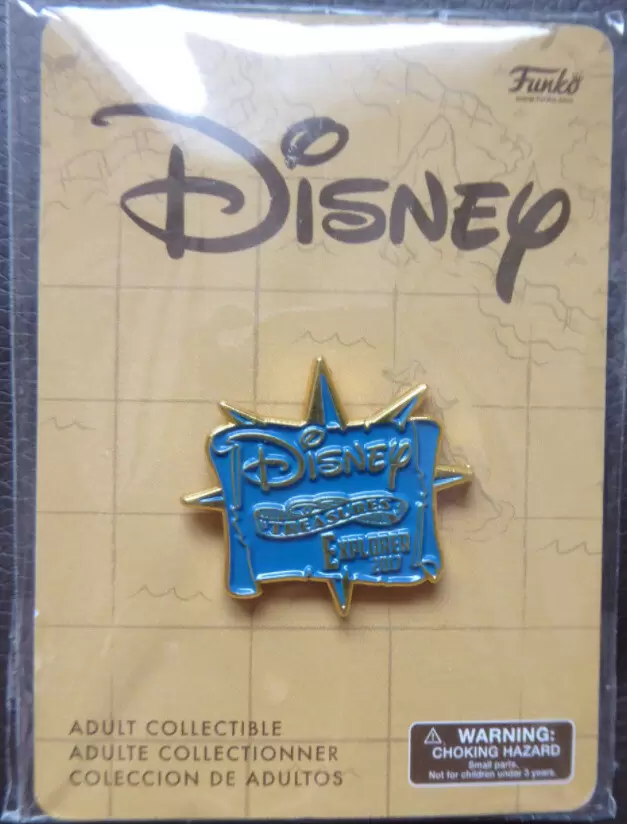 Funko
DISNEY
DISNEY
TREASURES
EXPLORER
2017
ADULT COLLECTIBLE
ADULTE COLLECTIONNER
COLECCION DE ADULTOS
⚠ WARNING:
CHOKING HAZARD
Small parts.
Not for children under 3 years.